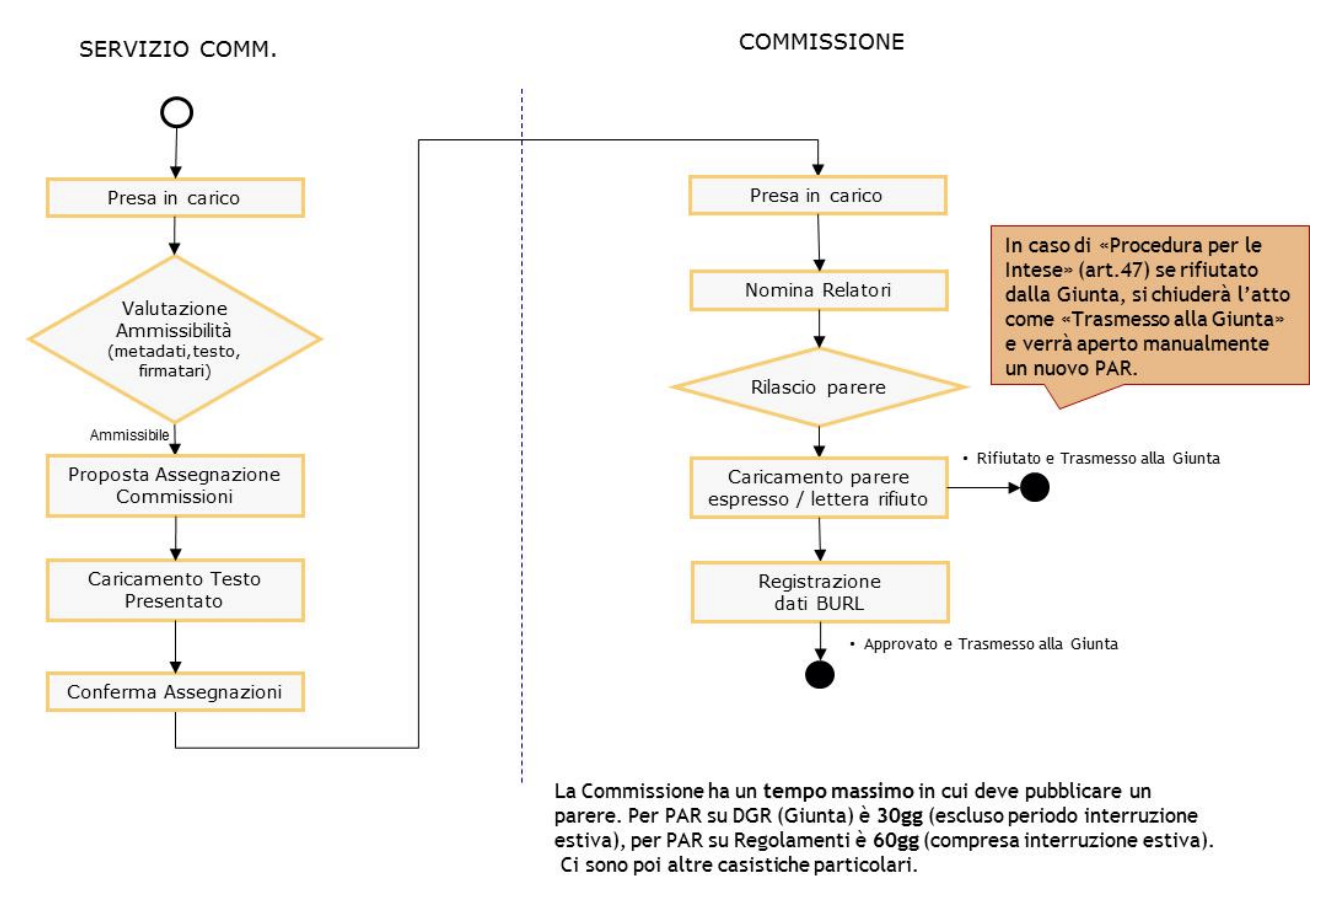 SERVIZIO COMM.
Presa in carico
Valutazione
Ammissibilità
(metadati,testo,
firmatari)
Ammissibile
Proposta Assegnazione
Commissioni
Caricamento Testo
Presentato
Conferma Assegnazioni
COMMISSIONE
Presa in carico
Nomina Relatori
Rilascio parere
Caricamento parere
espresso / lettera rifiuto
• Rifiutato e Trasmesso alla Giunta
Registrazione
dati BURL
• Approvato e Trasmesso alla Giunta
In caso di «Procedura per le
Intese» (art.47) se rifiutato
dalla Giunta, si chiuderà l’atto
come «Trasmesso alla Giunta»
e verrà aperto manualmente
un nuovo PAR.
La Commissione ha un tempo massimo in cui deve pubblicare un
parere. Per PAR su DGR (Giunta) è 30gg (escluso periodo interruzione
estiva), per PAR su Regolamenti è 60gg (compresa interruzione estiva).
Ci sono poi altre casistiche particolari.